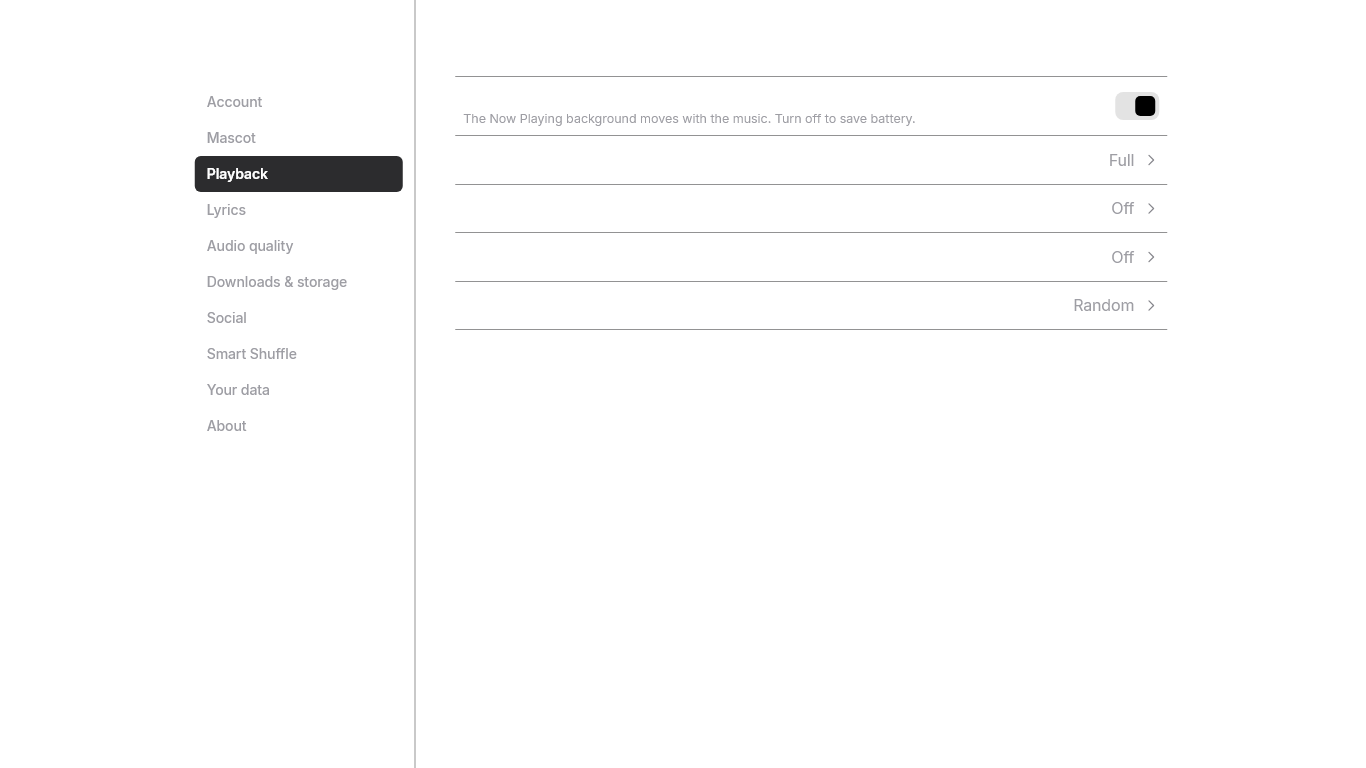 Account
Mascot
Playback
Lyrics
Audio quality
Downloads & storage
Social
Smart Shuffle
Your data
About
The Now Playing background moves with the music. Turn off to save battery.
Full
Off
Off
Random